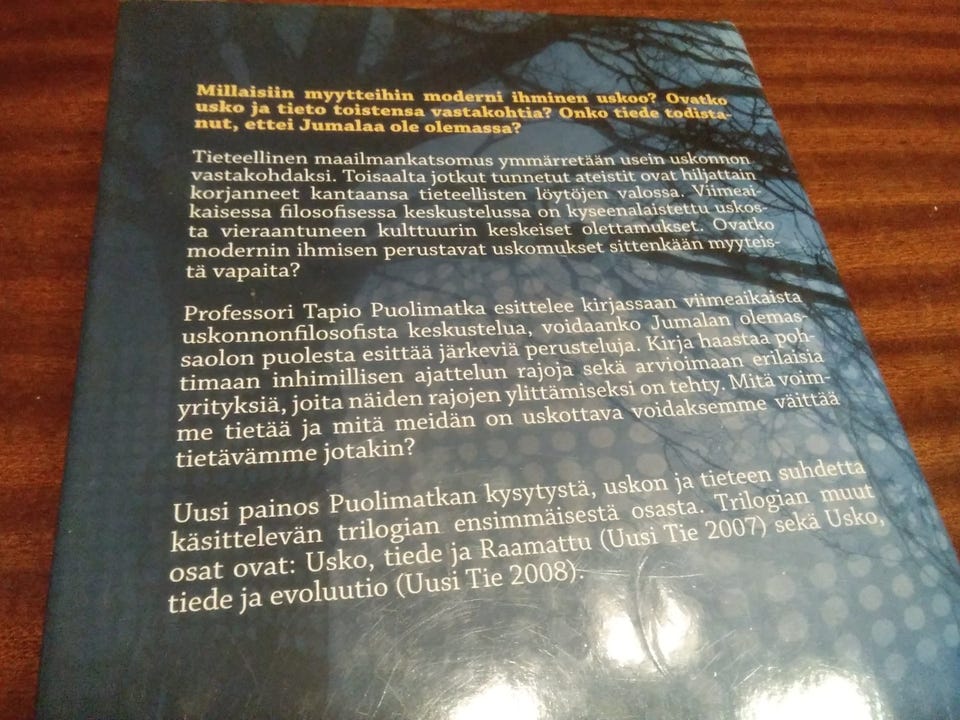 Millaisiin myytteihin moderni ihminen uskoo? Ovatko
usko ja tieto toistensa vastakohtia? Onko tiede todista-
nut, ettei Jumalaa ole olemassa?
Tieteellinen maailmankatsomus ymmärretään usein uskonnon
vastakohdaksi. Toisaalta jotkut tunnetut ateistit ovat hiljattain
korjanneet kantaansa tieteellisten löytöjen valossa. Viimeai-
kaisessa filosofisessa keskustelussa on kyseenalaistettu uskos-
ta vieraantuneen kulttuurin keskeiset olettamukset. Ovatko
modernin ihmisen perustavat uskomukset sittenkään myyteis-
tä vapaita?
Professori Tapio Puolimatka esittelee kirjassaan viimeaikaista
uskonnonfilosofista keskustelua, voidaanko Jumalan olemas-
saolon puolesta esittää järkeviä perusteluja. Kirja haastaa poh-
timaan inhimillisen ajattelun rajoja sekä arvioimaan erilaisia
yrityksiä, joita näiden rajojen ylittämiseksi on tehty. Mitä voim-
me tietää ja mitä meidän on uskottava voidaksemme väittää
tietävämme jotakin?
Uusi painos Puolimatkan kysytystä, uskon ja tieteen suhdetta
käsittelevän trilogian ensimmäisestä osasta. Trilogian muut
osat ovat: Usko, tiede ja Raamattu (Uusi Tie 2007) sekä Usko,
tiede ja evoluutio (Uusi Tie 2008).